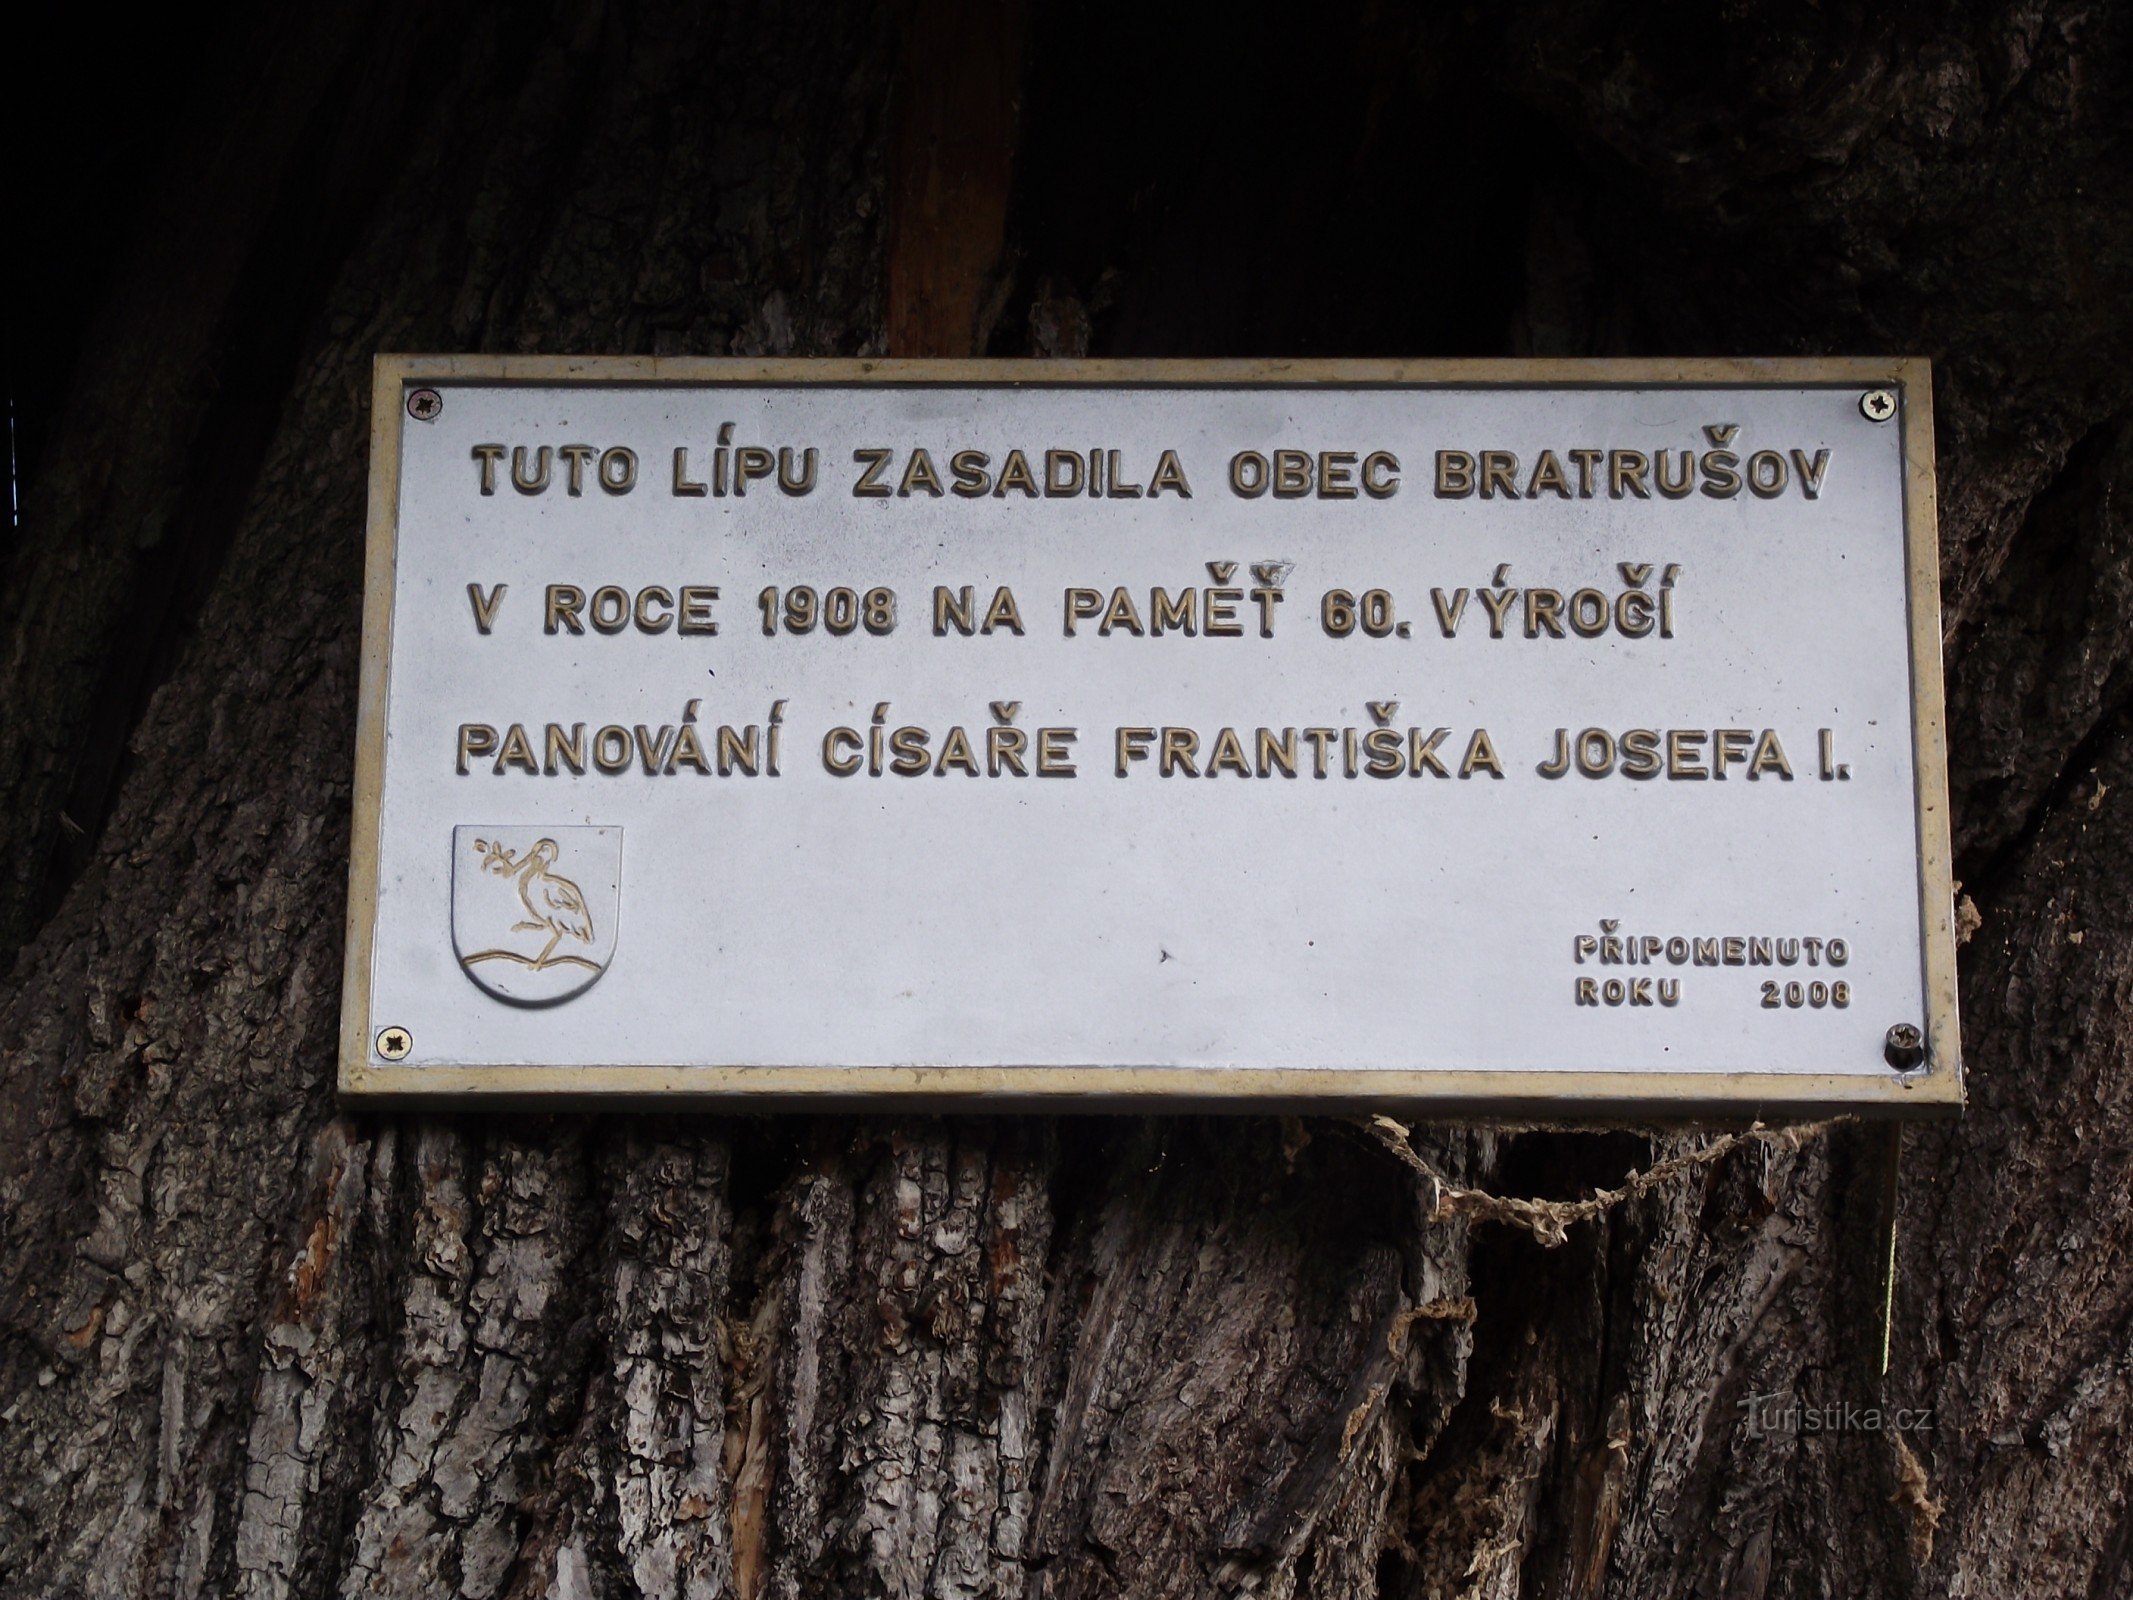 TUTO LÍPU ZASADILA OBEC BRATRUŠOV
V ROCE 1908 NA PAMĚŤ 60. VÝROČÍ
PANOVÁNÍ CÍSAŘE FRANTIŠKA JOSEFA I.
PŘIPOMENUTO
ROKU 2008
Turistika.cz